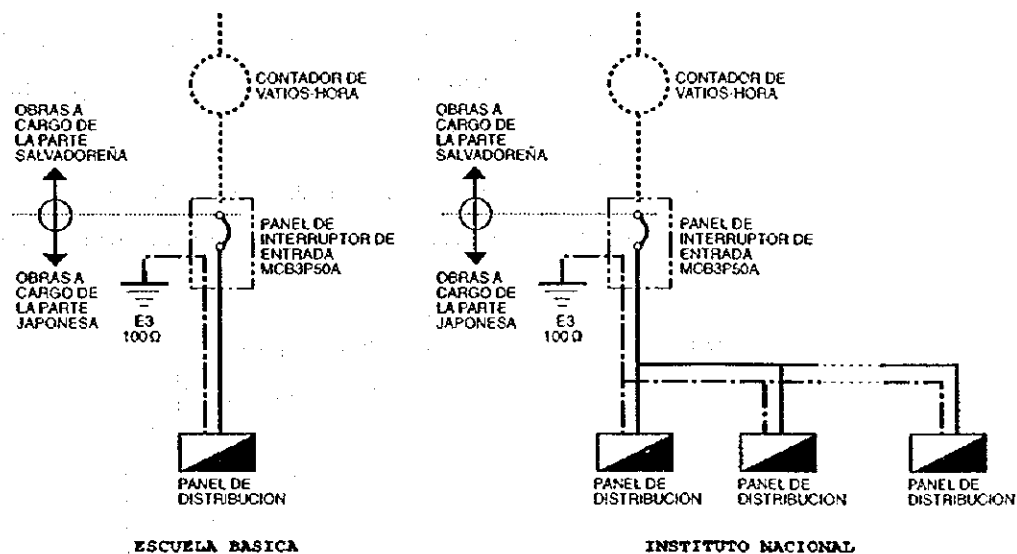 CONTADOR DE
VATIOS-HORA
OBRAS A
CARGO DE
LA PARTE
SALVADOREÑA
PANEL DE
INTERRUPTOR DE
ENTRADA
MCB3P50A
OBRAS A
CARGO DE
LA PARTE
JAPONESA
E3
100Ω
PANEL DE
DISTRIBUCION
ESCUELA BASICA
CONTADOR DE
VATIOS-HORA
OBRAS A
CARGO DE
LA PARTE
SALVADOREÑA
PANEL DE
INTERRUPTOR DE
ENTRADA
MCB3P50A
OBRAS A
CARGO DE
LA PARTE
JAPONESA
E3
100Ω
PANEL DE
DISTRIBUCION
PANEL DE
DISTRIBUCION
PANEL DE
DISTRIBUCION
INSTITUTO NACIONAL